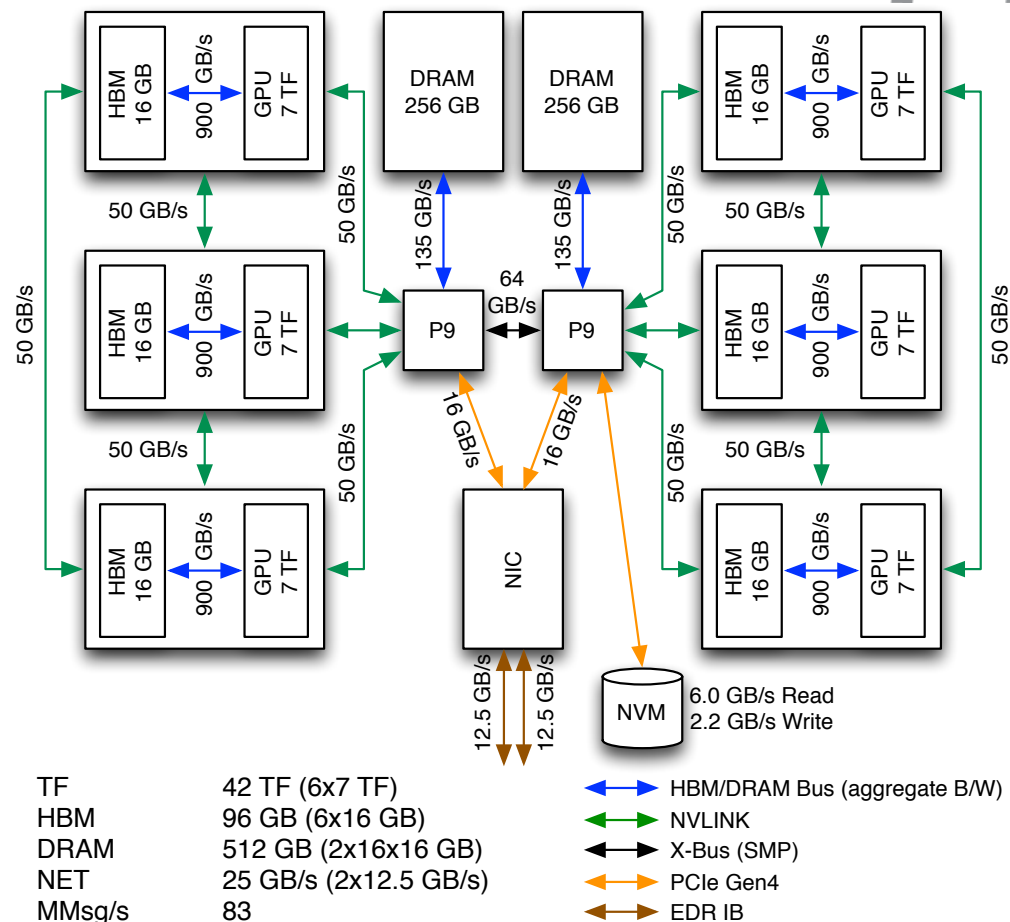 HBM
16 GB
900 GB/s
GPU
7 TF
DRAM
256 GB
DRAM
256 GB
HBM
16 GB
900 GB/s
GPU
7 TF
50 GB/s
50 GB/s
135 GB/s
135 GB/s
50 GB/s
50 GB/s
50 GB/s
HBM
16 GB
900 GB/s
GPU
7 TF
P9
64
GB/s
P9
HBM
16 GB
900 GB/s
GPU
7 TF
50 GB/s
50 GB/s
50 GB/s
16 GB/s
16 GB/s
50 GB/s
50 GB/s
HBM
16 GB
900 GB/s
GPU
7 TF
NIC
HBM
16 GB
900 GB/s
GPU
7 TF
12.5 GB/s
12.5 GB/s
NVM
6.0 GB/s Read
2.2 GB/s Write
TF 42 TF (6x7 TF)
HBM 96 GB (6x16 GB)
DRAM 512 GB (2x16x16 GB)
NET 25 GB/s (2x12.5 GB/s)
MMsg/s 83
HBM/DRAM Bus (aggregate B/W)
NVLINK
X-Bus (SMP)
PCIe Gen4
EDR IB